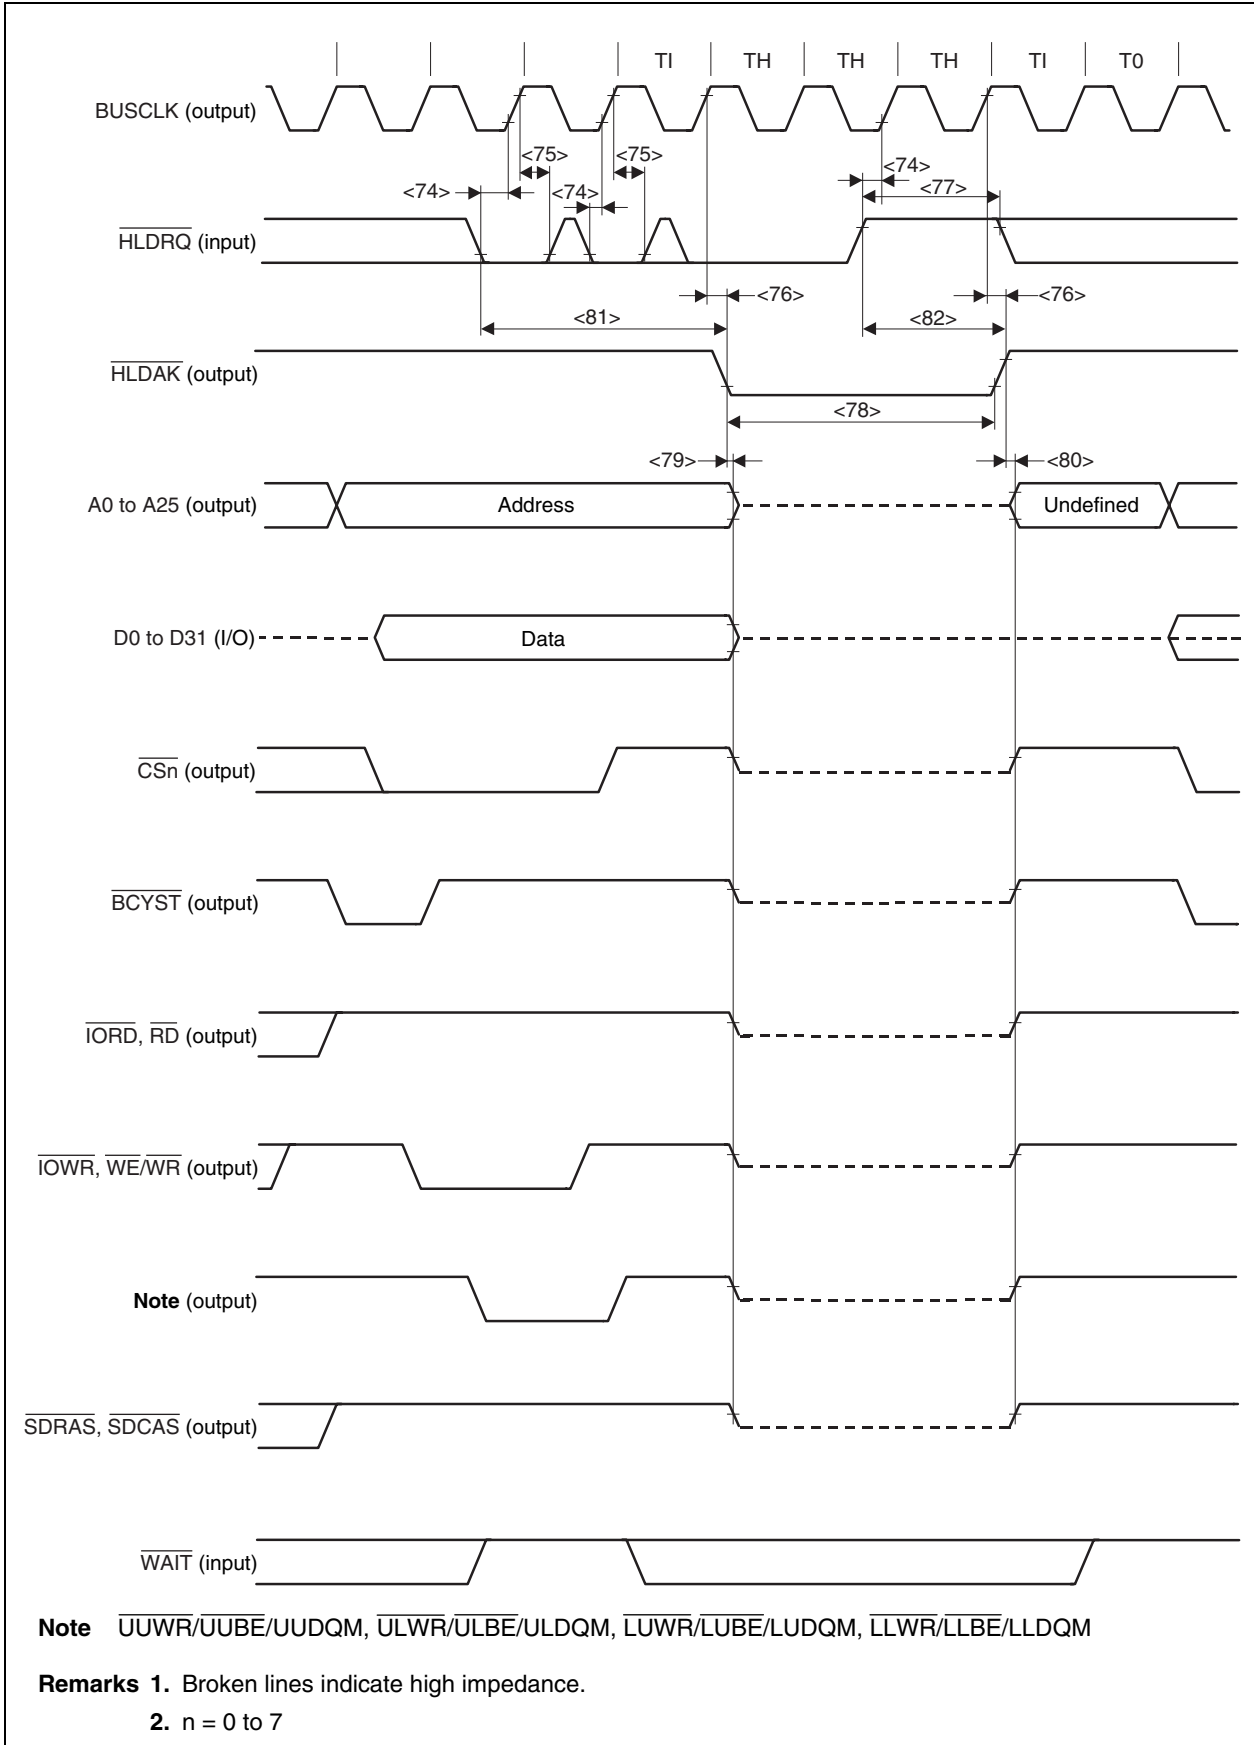 TI TH TH TH TI T0
BUSCLK (output)
<75> <75> <74>
<74> <74> <77>
HLDRQ (input)
<76> <76>
<81> <82>
HLDAK (output)
<78>
<79> <80>
A0 to A25 (output) Address Undefined
D0 to D31 (I/O) Data
CSn (output)
BCYST (output)
IORD, RD (output)
IOWR, WE/WR (output)
Note (output)
SDRAS, SDCAS (output)
WAIT (input)
Note UUWR/UUBE/UUDQM, ULWR/ULBE/ULDQM, LUWR/LUBE/LUDQM, LLWR/LLBE/LLDQM
Remarks 1. Broken lines indicate high impedance.
2. n = 0 to 7